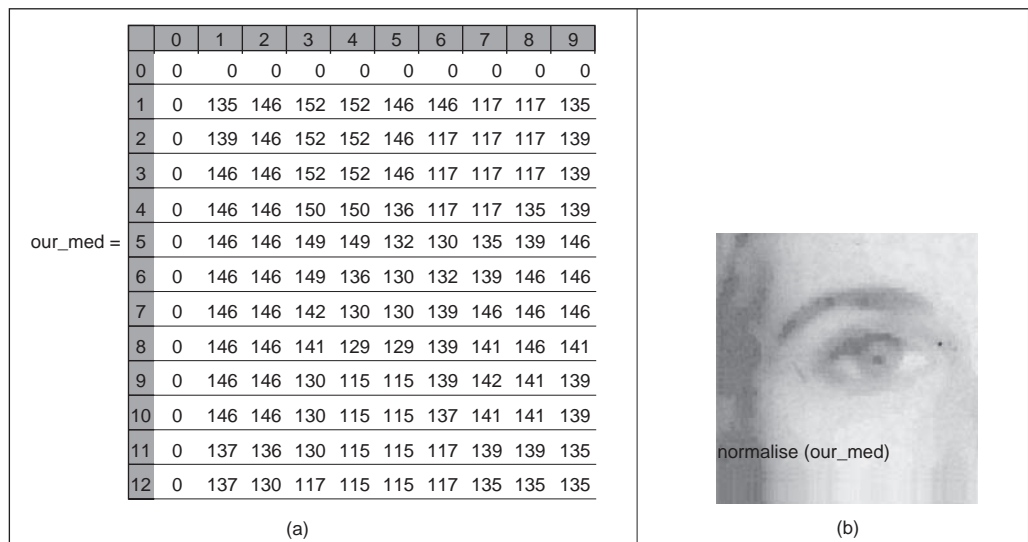 0 1 2 3 4 5 6 7 8 9
0 0 0 0 0 0 0 0 0 0 0
1 0 135 146 152 152 146 146 117 117 135
2 0 139 146 152 152 146 117 117 117 139
3 0 146 146 152 152 146 117 117 117 139
4 0 146 146 150 150 136 117 117 135 139
our_med = 5 0 146 146 149 149 132 130 135 139 146
6 0 146 146 149 136 130 132 139 146 146
7 0 146 146 142 130 130 139 146 146 146
8 0 146 146 141 129 129 139 141 146 141
9 0 146 146 130 115 115 139 142 141 139
10 0 146 146 130 115 115 137 141 141 139
11 0 137 136 130 115 115 117 139 139 135
12 0 137 130 117 115 115 117 135 135 135
(a)
normalise (our_med)
(b)